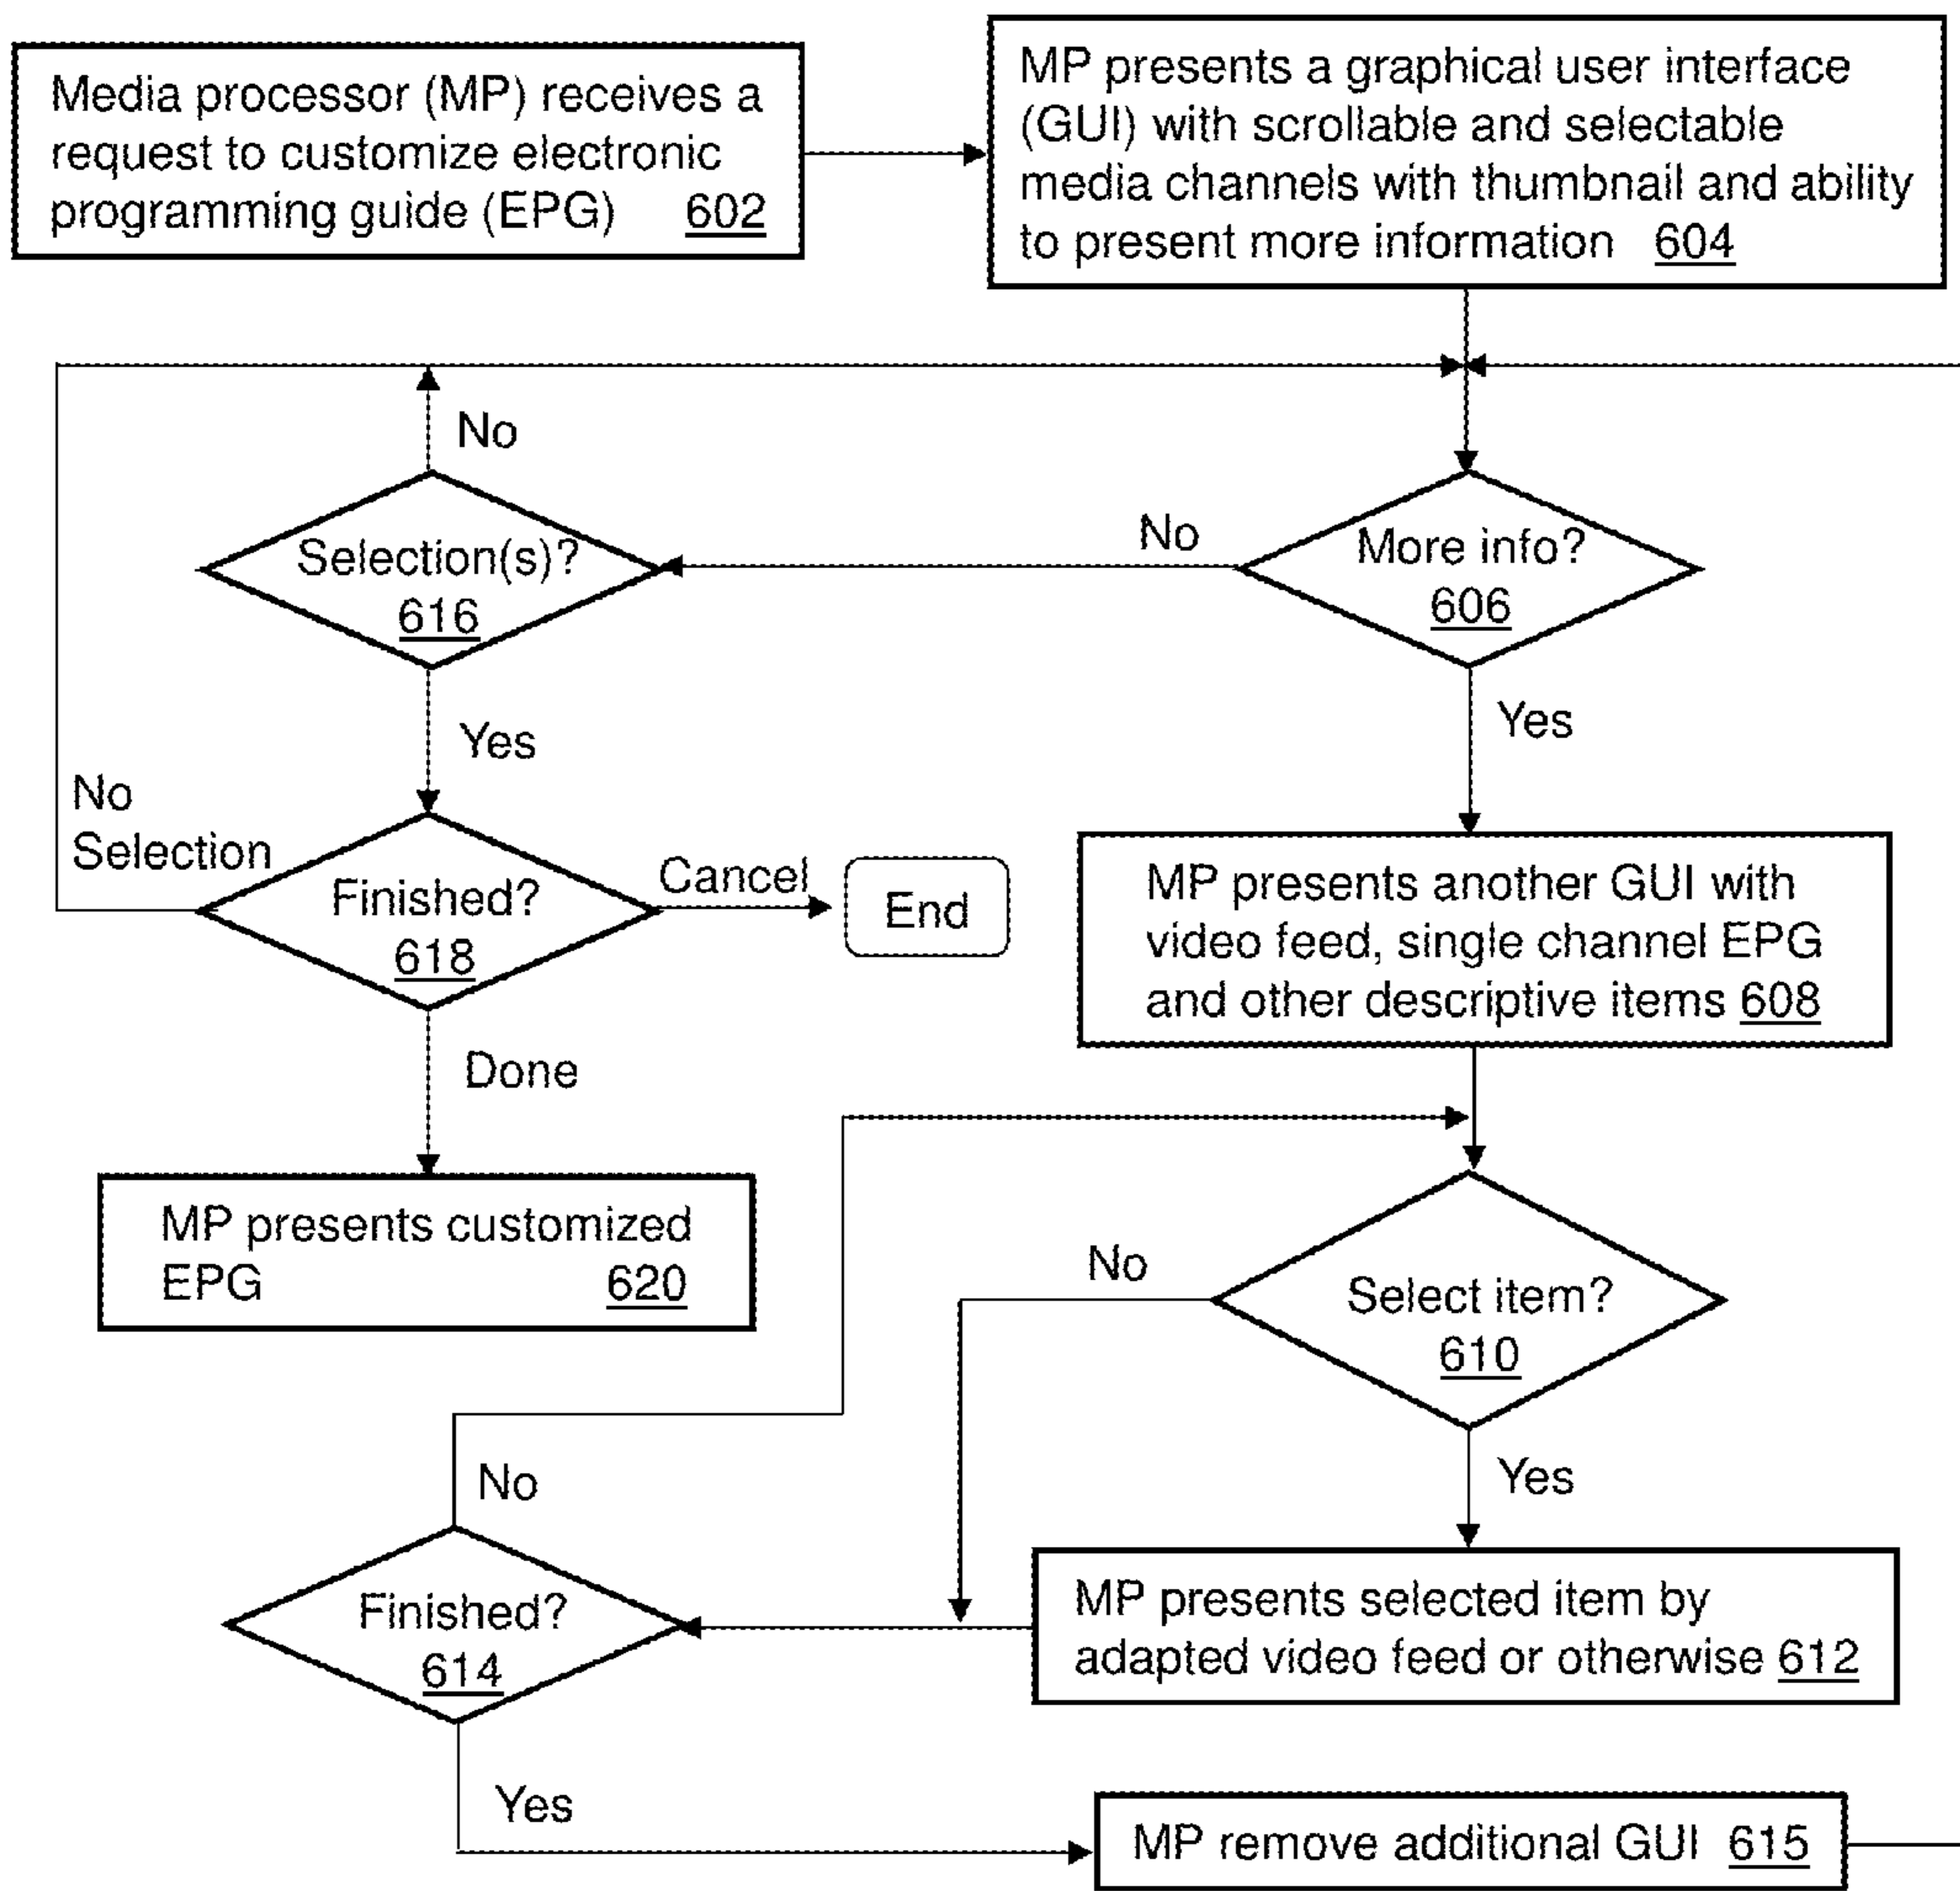 Media processor (MP) receives a
request to customize electronic
programming guide (EPG) 602
MP presents a graphical user interface
(GUI) with scrollable and selectable
media channels with thumbnail and ability
to present more information 604
No
Selection(s)?
616
No
More info?
606
Yes
Yes
No
Selection
Finished?
618
Cancel
End
MP presents another GUI with
video feed, single channel EPG
and other descriptive items 608
Done
MP presents customized
EPG 620
No
Select item?
610
No
Yes
Finished?
614
MP presents selected item by
adapted video feed or otherwise 612
Yes
MP remove additional GUI 615